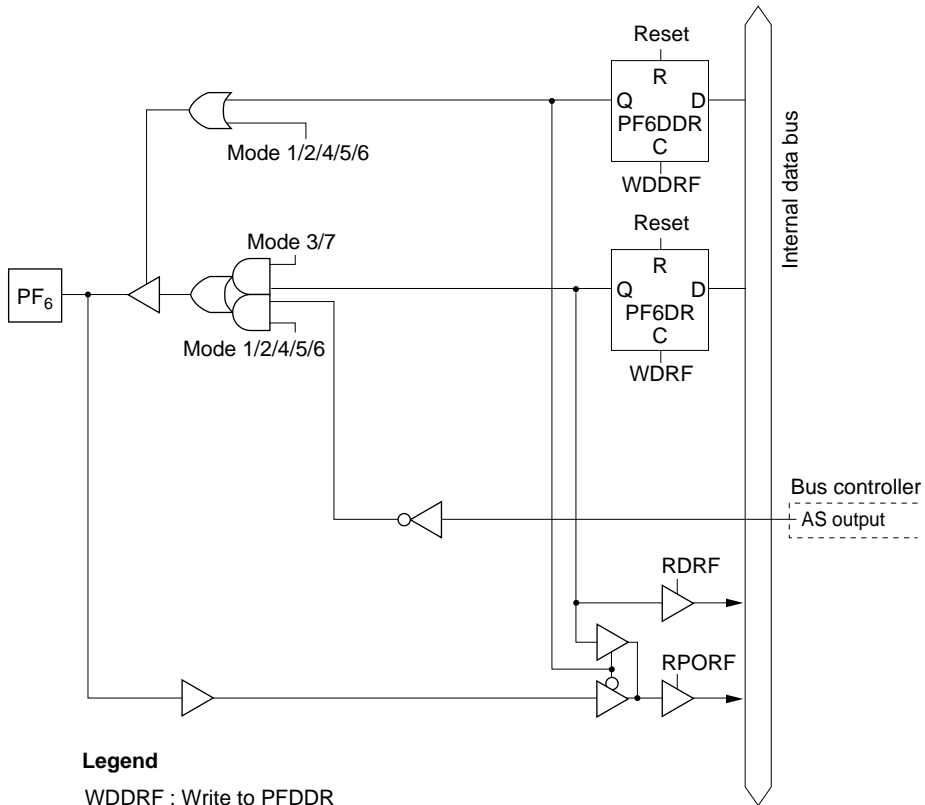 Reset
R
Q D
PF6DDR
C
WDDRF
Mode 1/2/4/5/6
Internal data bus
Reset
R
Q D
PF6DR
C
WDRF
Mode 3/7
PF6
Mode 1/2/4/5/6
Bus controller
AS output
RDRF
RPORF
Legend
WDDRF : Write to PFDDR